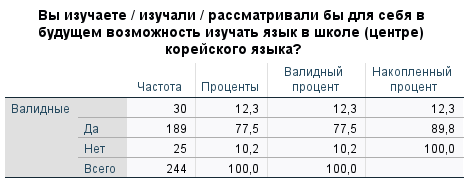 Вы изучаете / изучали / рассматривали бы для себя в
будущем возможность изучать язык в школе (центре)
корейского языка?
Частота Проценты Валидный процент Накопленный процент
Валидные 30 12,3 12,3 12,3
Да 189 77,5 77,5 89,8
Нет 25 10,2 10,2 100,0
Всего 244 100,0 100,0